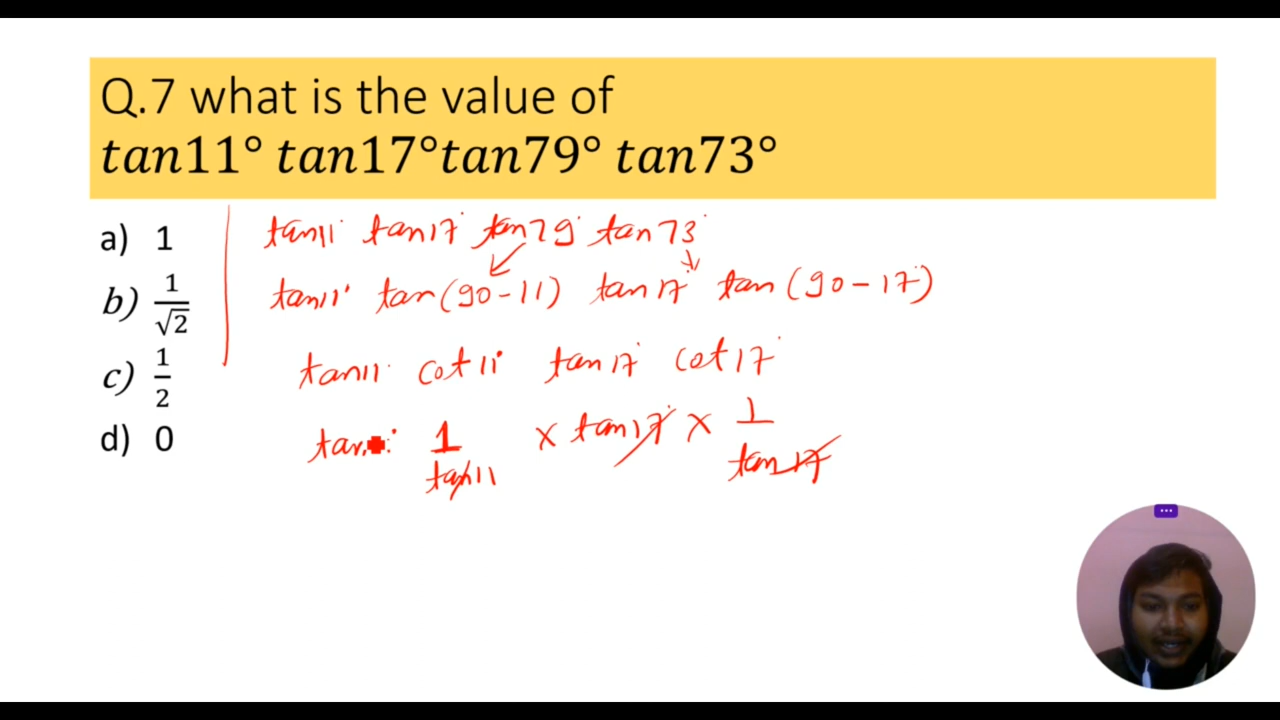 Q.7 what is the value of
tan11° tan17°tan79° tan73°
a) 1
b) 1/√2
c) 1/2
d) 0
tan11° tan17° tan79° tan73°
tan11° tan(90-11) tan17° tan(90-17)
tan11° cot11° tan17° cot17°
1/tan11 × tan17° × 1/tan17